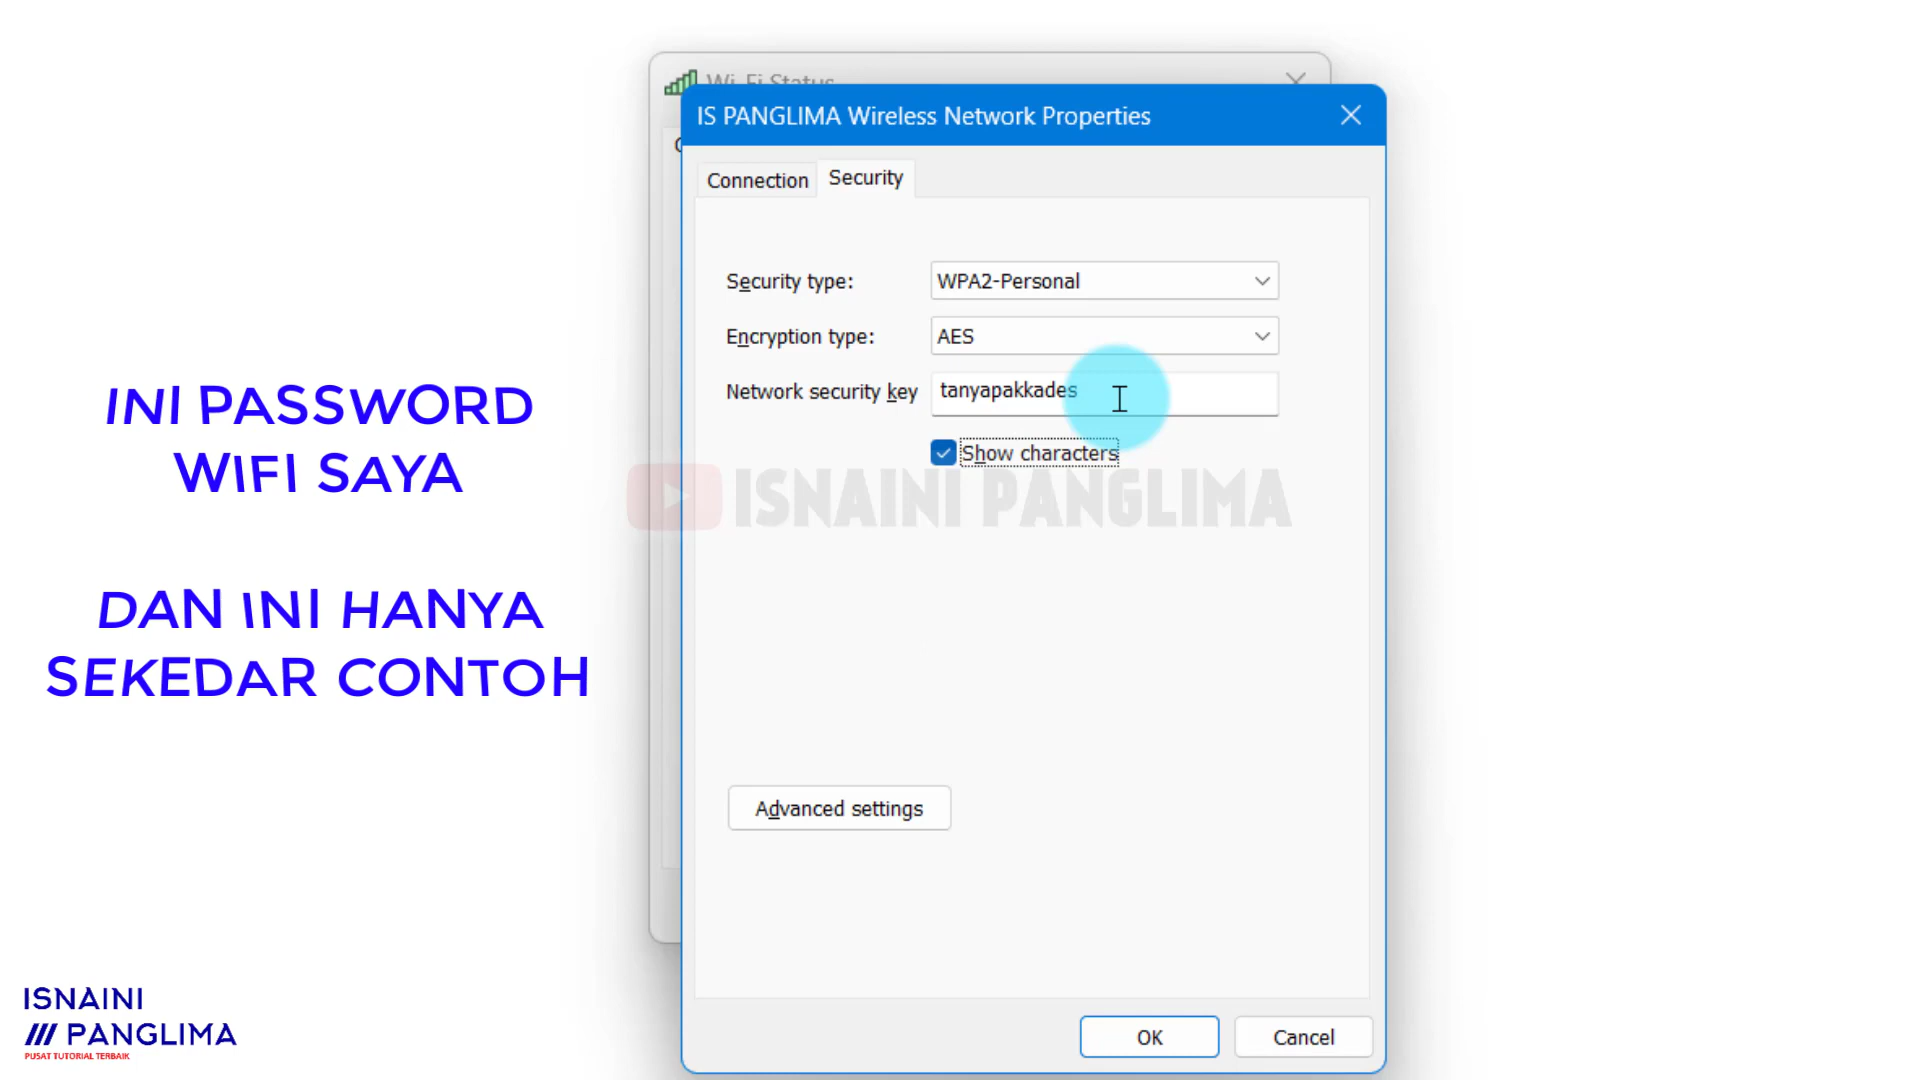 Wi-Fi Status
IS PANGLIMA Wireless Network Properties
Connection
Security
Security type:
WPA2-Personal
Encryption type:
AES
Network security key
tanyapakkades
Show characters
ISNAINI PANGLIMA
INI PASSWORD
WIFI SAYA
DAN INI HANYA
SEKEDAR CONTOH
Advanced settings
OK
Cancel
ISNAINI
PANGLIMA
PUSAT TUTORIAL TERBAIK